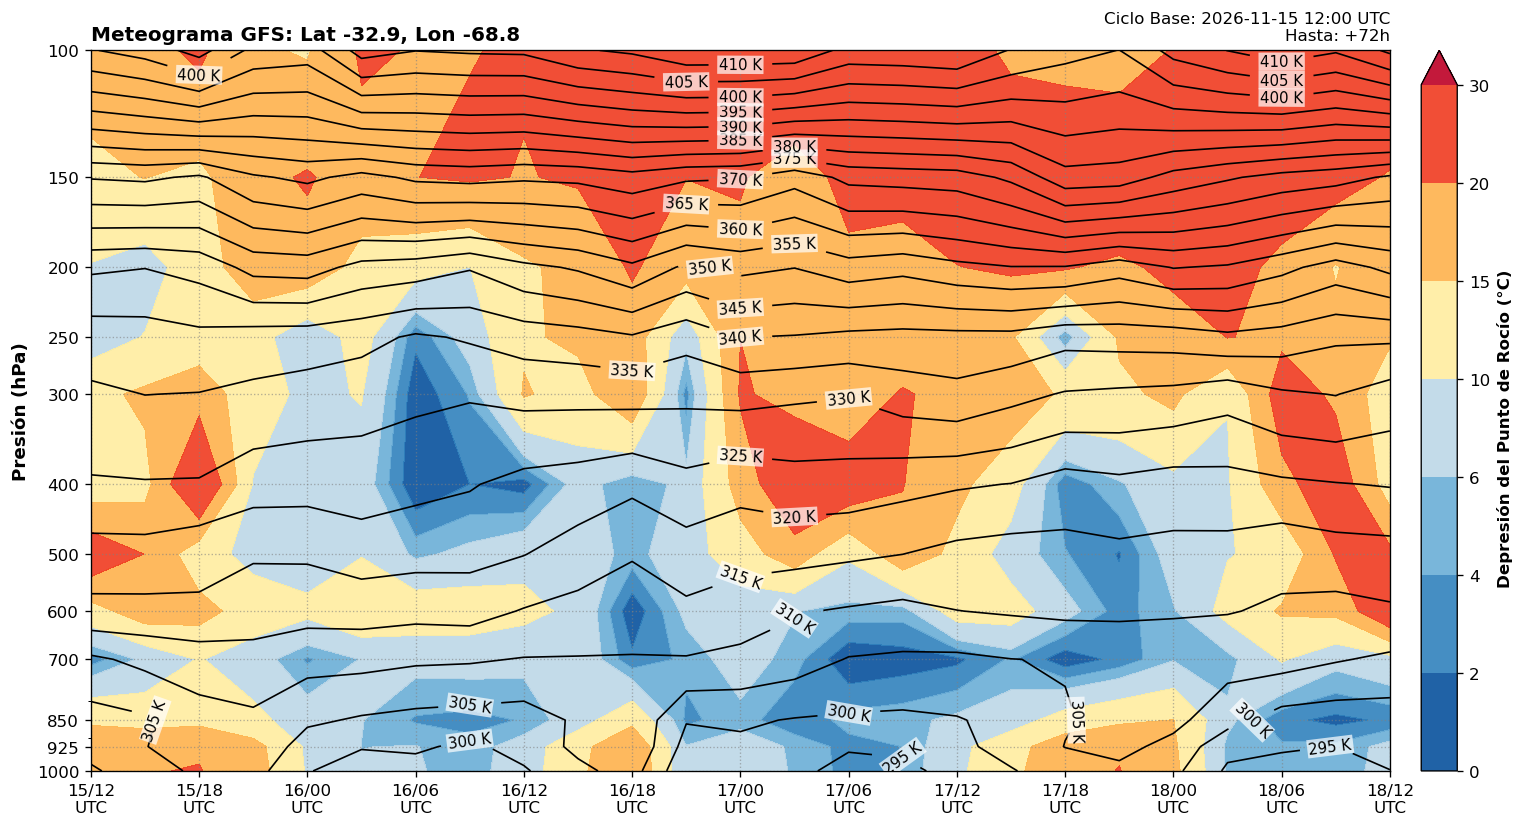 Ciclo Base: 2026-11-15 12:00 UTC
Meteograma GFS: Lat -32.9, Lon -68.8
Hasta: +72h
Presión (hPa)
100
150
200
250
300
400
500
600
700
850
925
1000
410 K
410 K
400 K
405 K
405 K
400 K
400 K
395 K
390 K
385 K
380 K
375 K
370 K
365 K
360 K
355 K
350 K
345 K
340 K
335 K
330 K
325 K
320 K
315 K
310 K
305 K
305 K
305 K
300 K
300 K
300 K
295 K
295 K
15/12
UTC
15/18
UTC
16/00
UTC
16/06
UTC
16/12
UTC
16/18
UTC
17/00
UTC
17/06
UTC
17/12
UTC
17/18
UTC
18/00
UTC
18/06
UTC
18/12
UTC
30
20
15
10
6
4
2
0
Depresión del Punto de Rocío (°C)